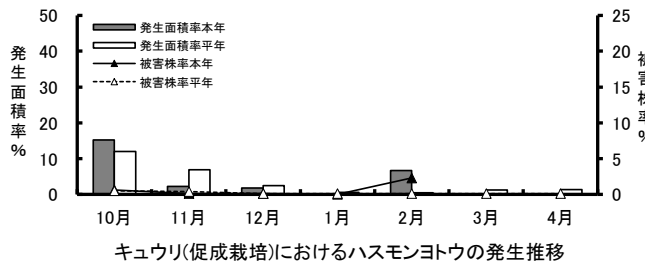 50
40
30
20
10
0
発生面積率%
発生面積率本年
発生面積率平年
被害株率本年
被害株率平年
25
20
15
10
5
0
被害株率%
10月 11月 12月 1月 2月 3月 4月
キュウリ(促成栽培)におけるハスモンヨトウの発生推移